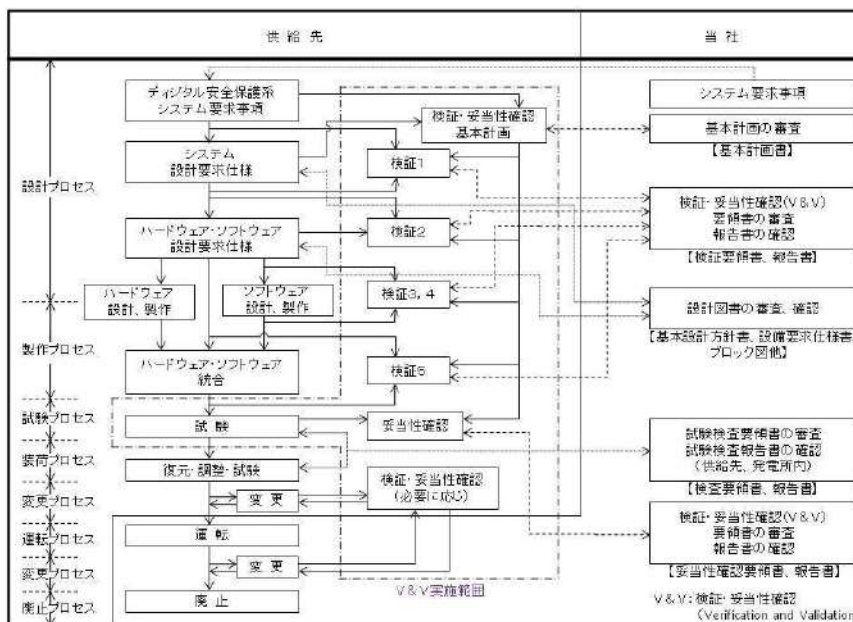 供 給 先
当 社
設計プロセス
製作プロセス
試験プロセス
装荷プロセス
変更プロセス
運転プロセス
変更プロセス
廃止プロセス
ディジタル安全保護系
システム要求事項
システム
設計要求仕様
ハードウェア・ソフトウェア
設計要求仕様
ハードウェア
設計、製作
ソフトウェア
設計、製作
ハードウェア・ソフトウェア
統合
試 験
復元・調整・試験
変 更
運 転
変 更
廃 止
検証・妥当性確認
基本計画
検証1
検証2
検証3,4
検証5
妥当性確認
検証・妥当性確認
(必要に応じ)
V&V実施範囲
システム要求事項
基本計画の審査
【基本計画書】
検証・妥当性確認(V&V)
要領書の審査
報告書の確認
【検証要領書、報告書】
設計図書の審査、確認
【基本設計方針書、設備要求仕様書、
ブロック図他】
試験検査要領書の審査
試験検査報告書の確認
(供給先、発電所内)
【検査要領書、報告書】
検証・妥当性確認(V&V)
要領書の審査
報告書の確認
【妥当性確認要領書、報告書】
V&V:検証・妥当性確認
(Verification and Validation)